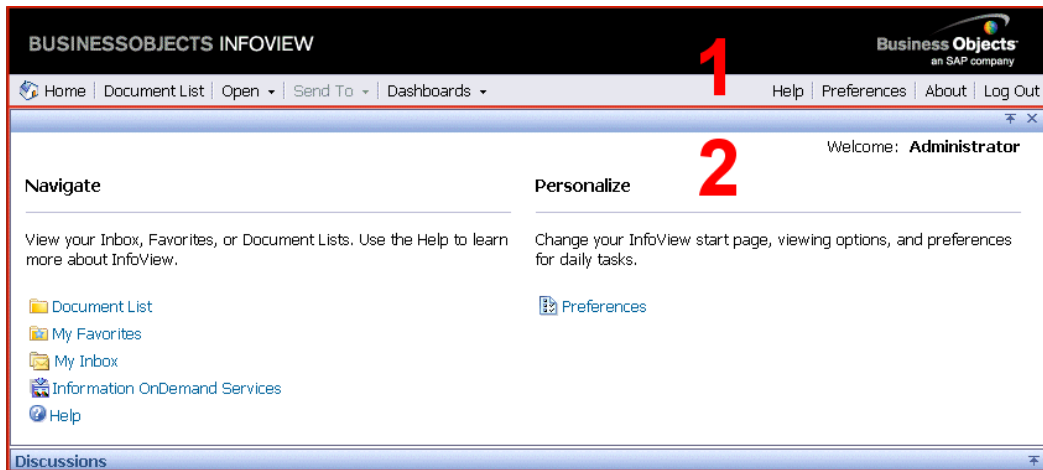 BUSINESSOBJECTS INFOVIEW
Business Objects
an SAP company
1
Home Document List Open Send To Dashboards Help Preferences About Log Out
2
Welcome: Administrator
Navigate
Personalize
View your Inbox, Favorites, or Document Lists. Use the Help to learn
more about InfoView.
Change your InfoView start page, viewing options, and preferences
for daily tasks.
Document List
My Favorites
My Inbox
Information OnDemand Services
Help
Preferences
Discussions